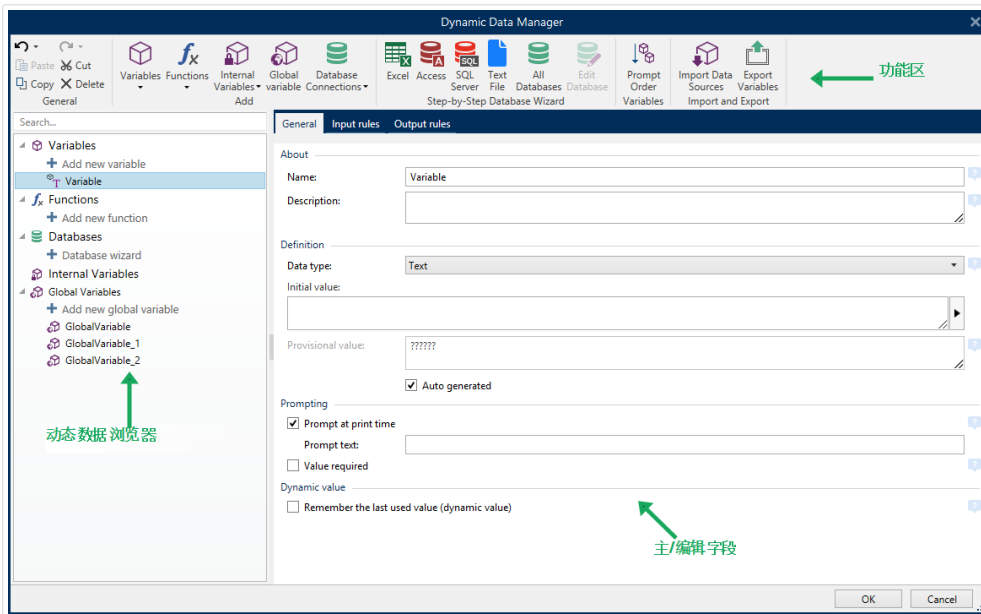 Dynamic Data Manager
Paste Cut
Copy Delete
General
Variables Functions Internal Variables Global variable Database Connections
Add
Excel Access SQL Server Text File All Databases Edit Database
Step-by-Step Database Wizard
Prompt Order
Variables
Import Data Sources Export Variables
Import and Export
功能区
Search...
General Input rules Output rules
Variables
Add new variable
Variable
Functions
Add new function
Databases
Database wizard
Internal Variables
Global Variables
Add new global variable
GlobalVariable
GlobalVariable_1
GlobalVariable_2
动态数据浏览器
About
Name: Variable
Description:
Definition
Data type: Text
Initial value:
Provisional value: ??????
Auto generated
Prompting
Prompt at print time
Prompt text:
Value required
Dynamic value
Remember the last used value (dynamic value)
主/编辑字段
OK Cancel